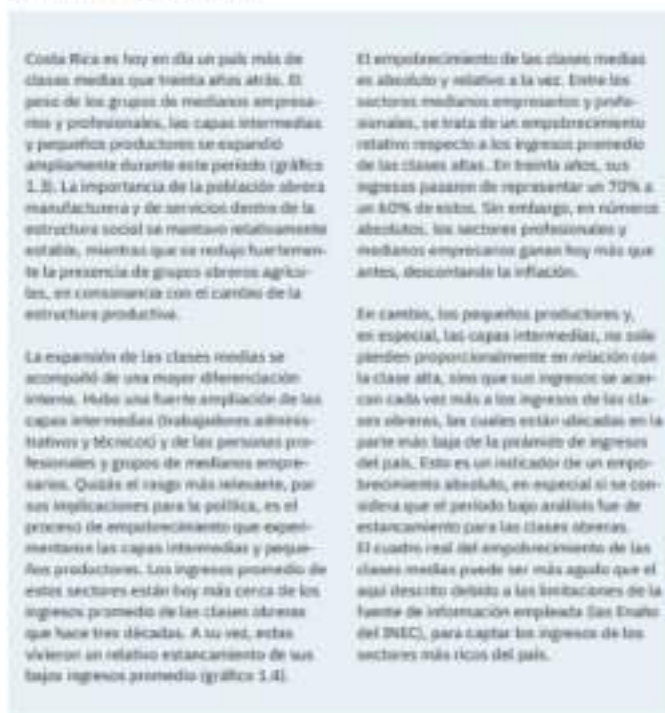 Costa Rica es hoy en día un país más de
clases medias que treinta años atrás. El
peso de los grupos de medianos empresa-
rios y profesionales, las capas intermedias
y pequeños productores se expandió
ampliamente durante este período (gráfico
1.3). La importancia de la población obrera
manufacturera y de servicios dentro de la
estructura social se mantuvo relativamente
estable, mientras que se redujo fuertemen-
te la presencia de grupos obreros agríco-
las, en consonancia con el cambio de la
estructura productiva.
La expansión de las clases medias se
acompañó de una mayor diferenciación
interna. Hubo una fuerte ampliación de las
capas intermedias (trabajadores adminis-
trativos y técnicos) y de las personas pro-
fesionales y grupos de medianos empre-
sarios. Quizás el rasgo más relevante, por
sus implicaciones para la política, es el
proceso de empobrecimiento que experi-
mentaron las capas intermedias y peque-
ños productores. Los ingresos promedio de
estos sectores están hoy más cerca de los
ingresos promedio de las clases obreras
que hace tres décadas. A su vez, estas
vivieron un relativo estancamiento de sus
bajos ingresos promedio (gráfico 1.4).
El empobrecimiento de las clases medias
es absoluto y relativo a la vez. Entre los
sectores medianos empresarios y profe-
sionales, se trata de un empobrecimiento
relativo respecto a los ingresos promedio
de las clases altas. En treinta años, sus
ingresos pasaron de representar un 70% a
un 60% de estos. Sin embargo, en números
absolutos, los sectores profesionales y
medianos empresarios ganan hoy más que
antes, descontando la inflación.
En cambio, los pequeños productores y,
en especial, las capas intermedias, no solo
pierden proporcionalmente en relación con
la clase alta, sino que sus ingresos se acer-
can cada vez más a los ingresos de las cla-
ses obreras, las cuales están ubicadas en la
parte más baja de la pirámide de ingresos
del país. Esto es un indicador de un empo-
brecimiento absoluto, en especial si se con-
sidera que el período bajo análisis fue de
estancamiento para las clases obreras.
El cuadro real del empobrecimiento de las
clases medias puede ser más agudo que el
aquí descrito debido a las limitaciones de la
fuente de información empleada (las Enaho
del INEC), para captar los ingresos de los
sectores más ricos del país.